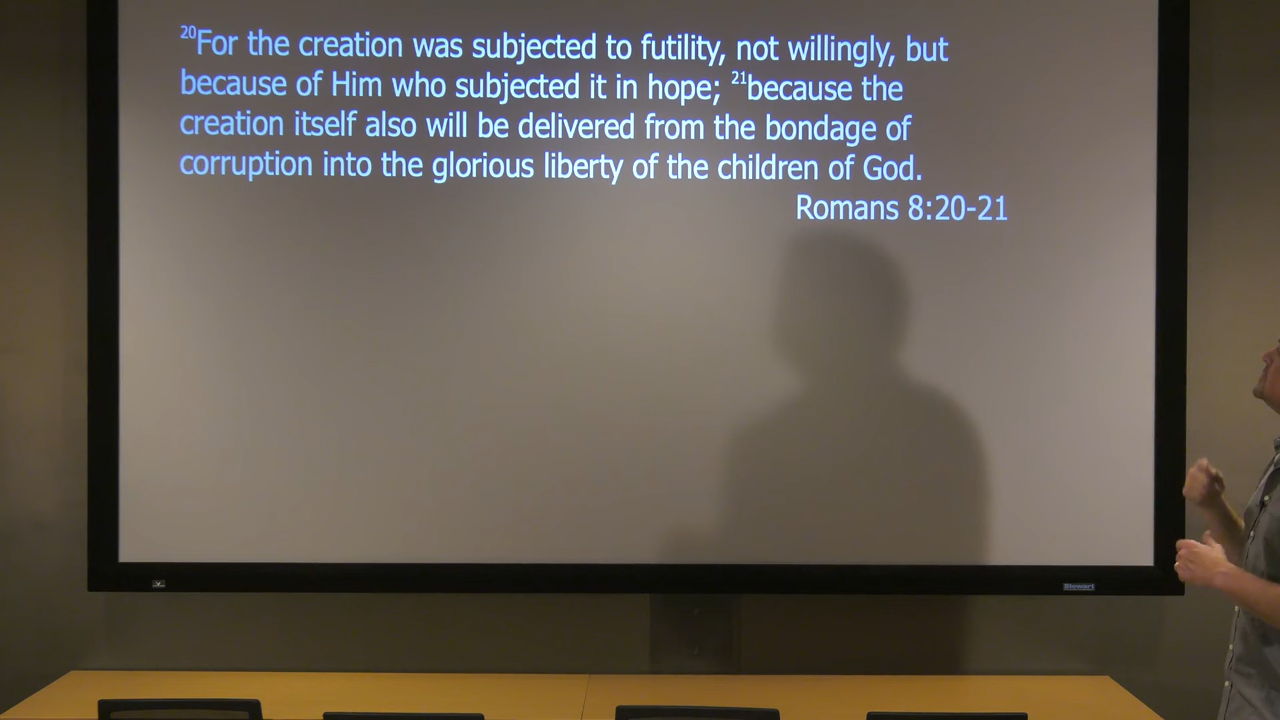 20For the creation was subjected to futility, not willingly, but
because of Him who subjected it in hope; 21because the
creation itself also will be delivered from the bondage of
corruption into the glorious liberty of the children of God.
Romans 8:20-21
Stewart